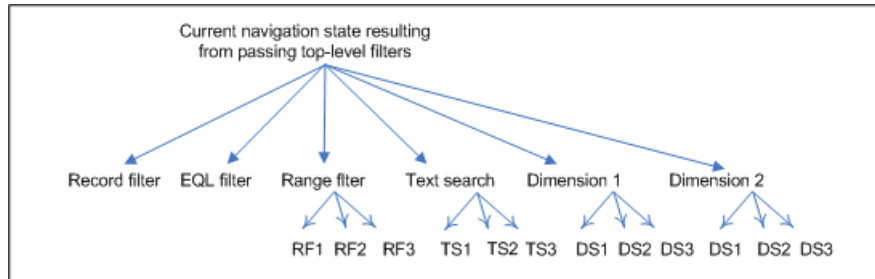 Current navigation state resulting
from passing top-level filters
Record filter EQL filter Range flter Text search Dimension 1 Dimension 2
RF1 RF2 RF3 TS1 TS2 TS3 DS1 DS2 DS3 DS1 DS2 DS3